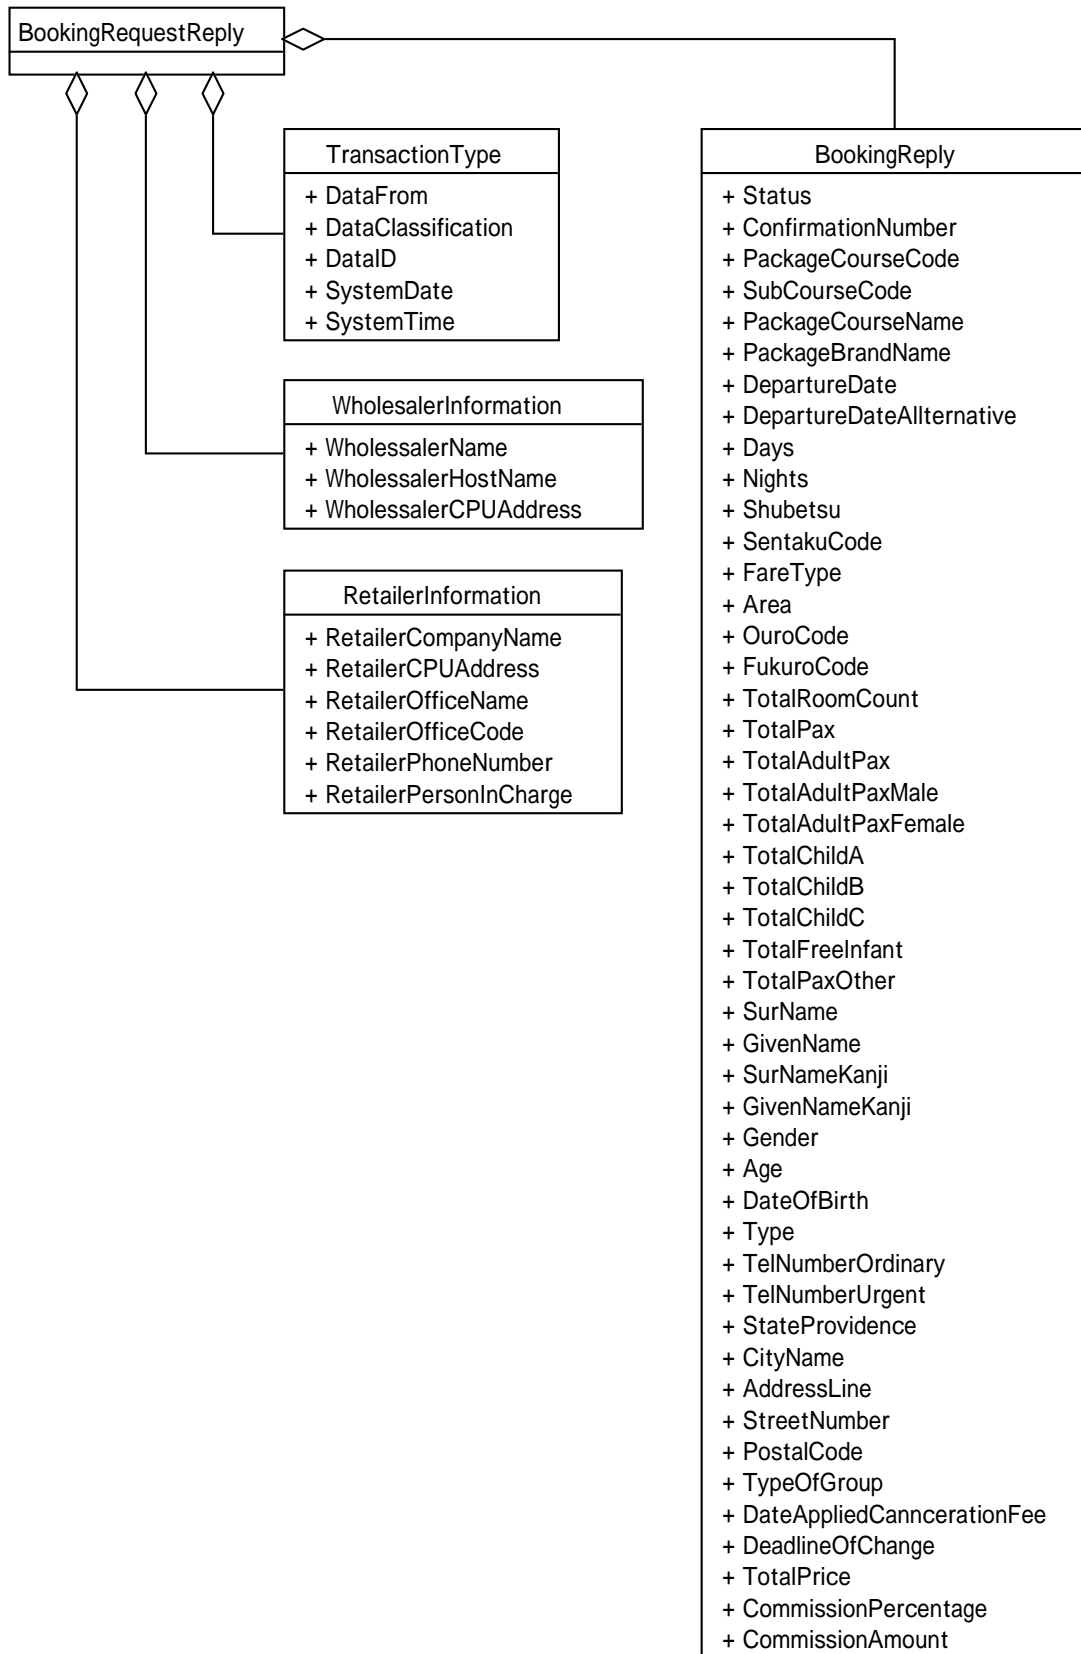 BookingRequestReply
TransactionType
+ DataFrom
+ DataClassification
+ DataID
+ SystemDate
+ SystemTime
WholesalerInformation
+ WholessalerName
+ WholessalerHostName
+ WholessalerCPUAddress
RetailerInformation
+ RetailerCompanyName
+ RetailerCPUAddress
+ RetailerOfficeName
+ RetailerOfficeCode
+ RetailerPhoneNumber
+ RetailerPersonInCharge
BookingReply
+ Status
+ ConfirmationNumber
+ PackageCourseCode
+ SubCourseCode
+ PackageCourseName
+ PackageBrandName
+ DepartureDate
+ DepartureDateAllternative
+ Days
+ Nights
+ Shubetsu
+ SentakuCode
+ FareType
+ Area
+ OuroCode
+ FukuroCode
+ TotalRoomCount
+ TotalPax
+ TotalAdultPax
+ TotalAdultPaxMale
+ TotalAdultPaxFemale
+ TotalChildA
+ TotalChildB
+ TotalChildC
+ TotalFreeInfant
+ TotalPaxOther
+ SurName
+ GivenName
+ SurNameKanji
+ GivenNameKanji
+ Gender
+ Age
+ DateOfBirth
+ Type
+ TelNumberOrdinary
+ TelNumberUrgent
+ StateProvidence
+ CityName
+ AddressLine
+ StreetNumber
+ PostalCode
+ TypeOfGroup
+ DateAppliedCanncerationFee
+ DeadlineOfChange
+ TotalPrice
+ CommissionPercentage
+ CommissionAmount